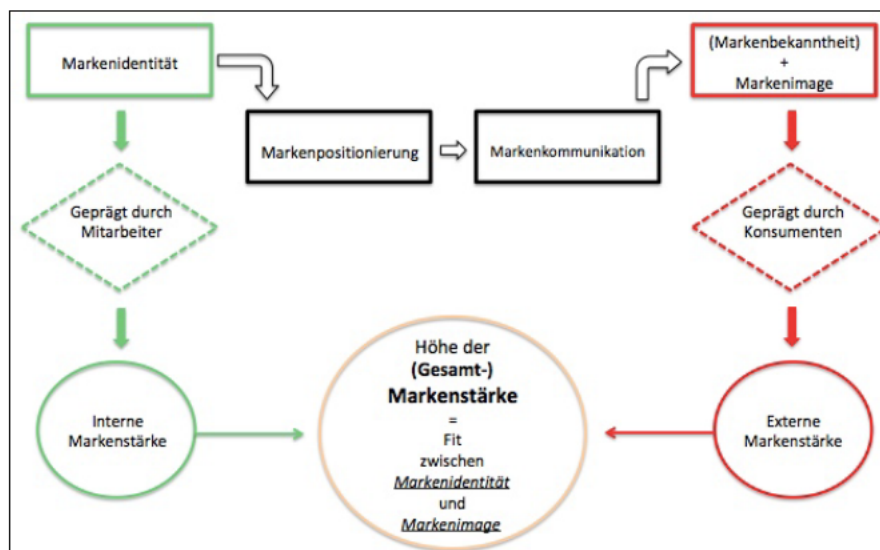 Markenidentität
(Markenbekanntheit)
+
Markenimage
Markenpositionierung
Markenkommunikation
Geprägt durch
Mitarbeiter
Geprägt durch
Konsumenten
Interne
Markenstärke
Höhe der
(Gesamt-)
Markenstärke
=
Fit
zwischen
Markenidentität
und
Markenimage
Externe
Markenstärke